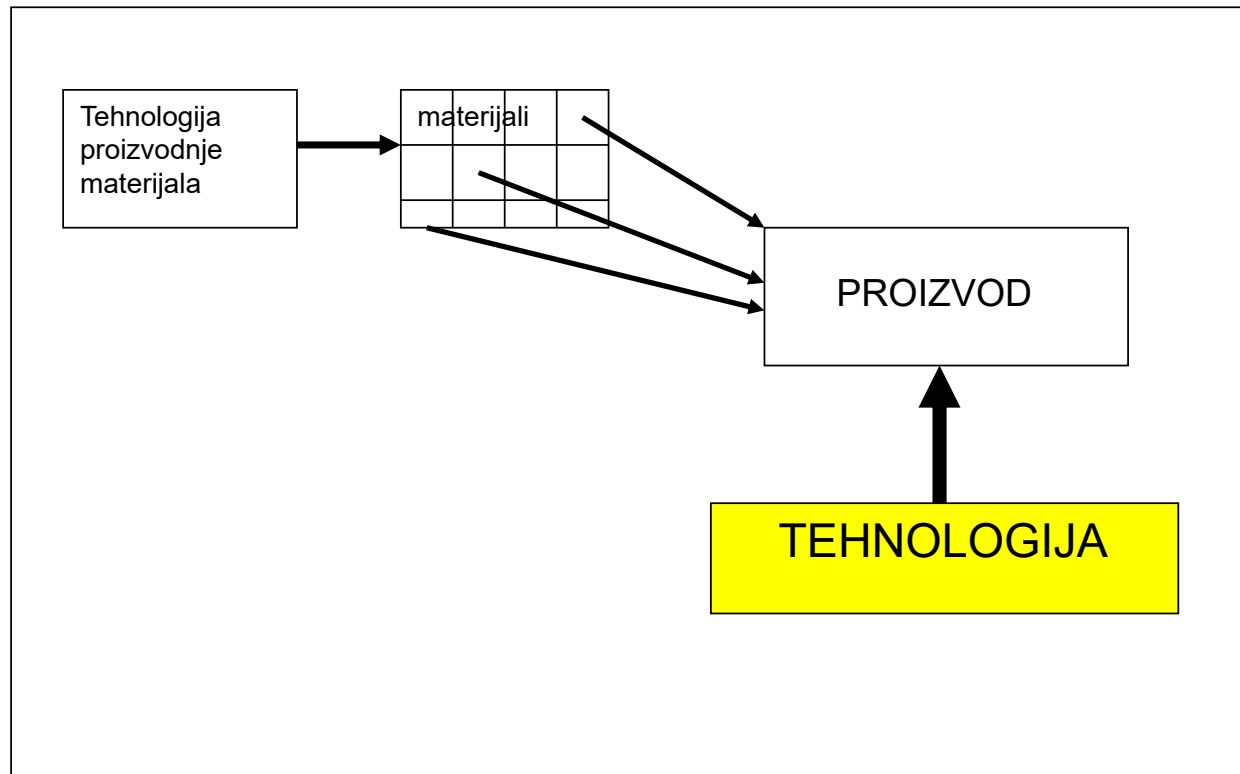 Tehnologija
proizvodnje
materijala
materijali
PROIZVOD
TEHNOLOGIJA